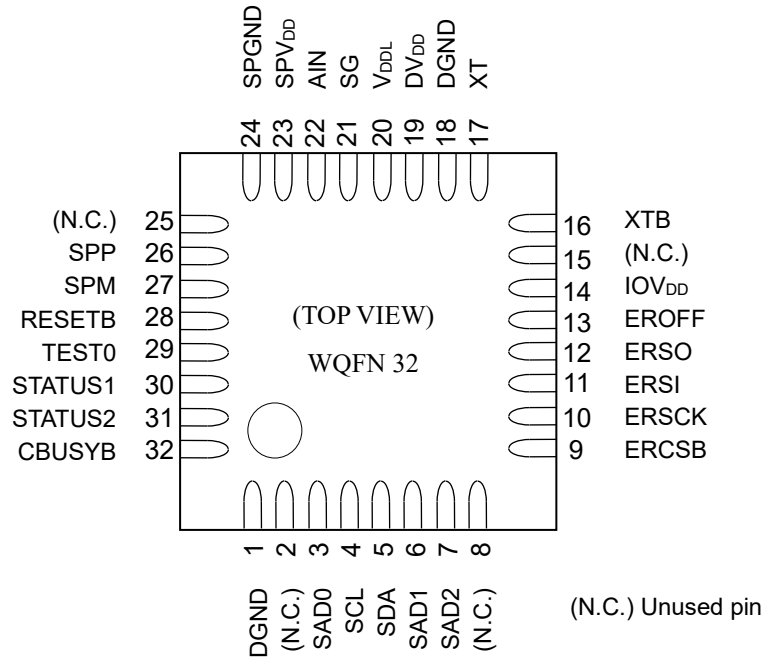 SPGND SPVDD AIN SG VDDL DVDD DGND XT
24 23 22 21 20 19 18 17
(N.C.) 25
SPP 26
SPM 27
RESETB 28
TEST0 29
STATUS1 30
STATUS2 31
CBUSYB 32
(TOP VIEW)
WQFN 32
16 XTB
15 (N.C.)
14 IOVDD
13 EROFF
12 ERSO
11 ERSI
10 ERSCK
9 ERCSB
1 2 3 4 5 6 7 8
DGND (N.C.) SAD0 SCL SDA SAD1 SAD2 (N.C.)
(N.C.) Unused pin